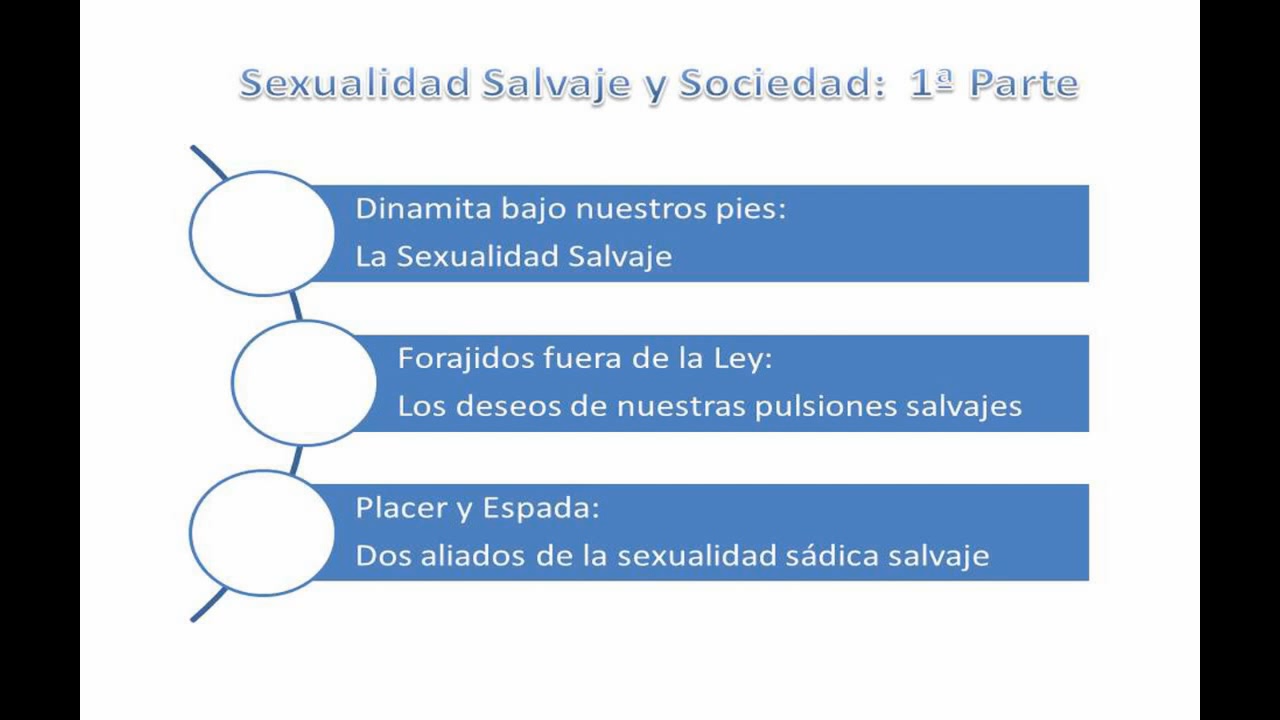 Sexualidad Salvaje y Sociedad: 1ª Parte
Dinamita bajo nuestros pies:
La Sexualidad Salvaje
Forajidos fuera de la Ley:
Los deseos de nuestras pulsiones salvajes
Placer y Espada:
Dos aliados de la sexualidad sádica salvaje